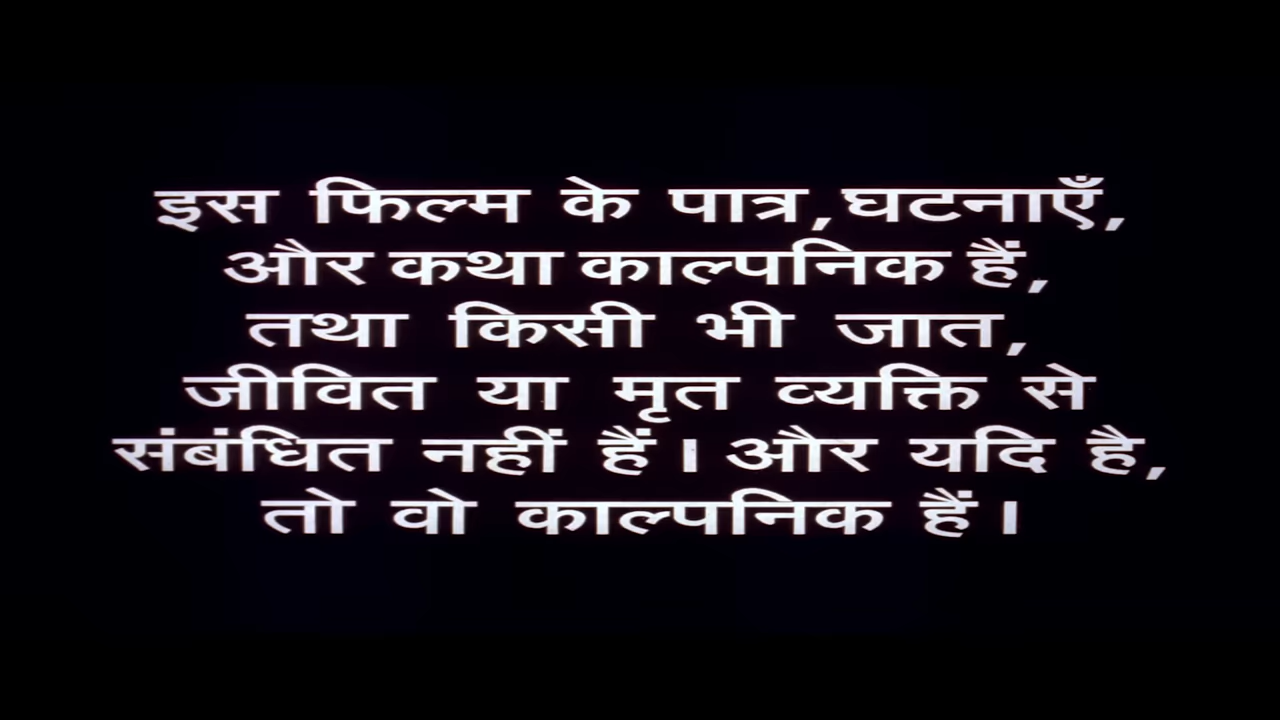 इस फिल्म के पात्र,घटनाएँ,
और कथा काल्पनिक हैं,
तथा किसी भी जात,
जीवित या मृत व्यक्ति से
संबंधित नहीं हैं। और यदि है,
तो वो काल्पनिक हैं।